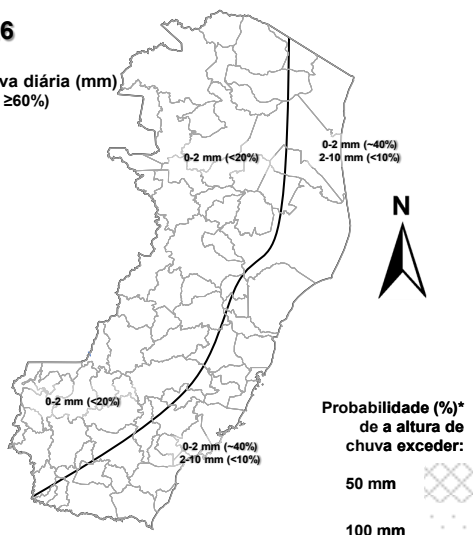 6
va diária (mm)
≥60%)
0-2 mm (<20%)
0-2 mm (~40%)
2-10 mm (<10%)
N
0-2 mm (<20%)
0-2 mm (~40%)
2-10 mm (<10%)
Probabilidade (%)*
de a altura de
chuva exceder:
50 mm
100 mm